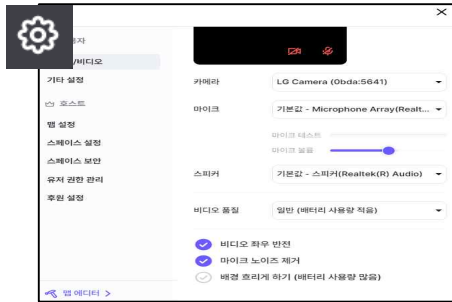 자
/비디오
기타 설정
호스트
맵 설정
스페이스 설정
스페이스 보안
유저 권한 관리
후원 설정
맵 에디터 >
카메라
LG Camera (0bda:5641)
마이크
기본값 - Microphone Array(Realt...
마이크 테스트
마이크 볼륨
스피커
기본값 - 스피커(Realtek(R) Audio)
비디오 품질
일반 (배터리 사용량 적음)
비디오 좌우 반전
마이크 노이즈 제거
배경 흐리게 하기 (배터리 사용량 많음)